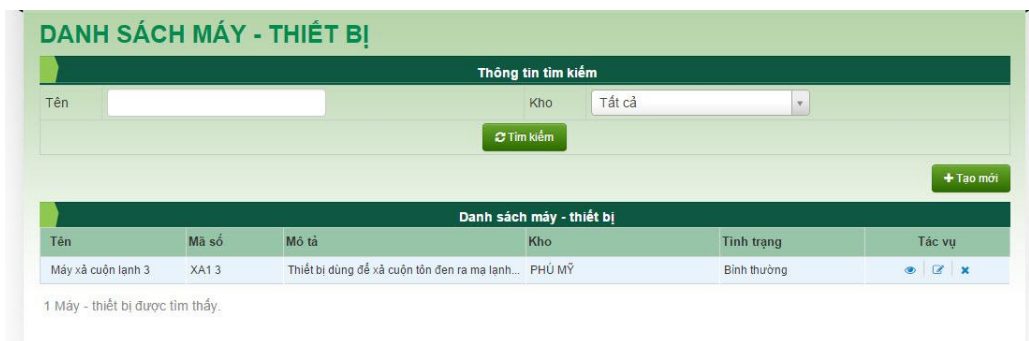 DANH SÁCH MÁY - THIẾT BỊ
Thông tin tìm kiếm
Tên Kho Tất cả
Tìm kiếm
Tạo mới
Danh sách máy - thiết bị
Tên Mã số Mô tả Kho Tình trạng Tác vụ
Máy xả cuộn lạnh 3 XA1 3 Thiết bị dùng để xả cuộn tôn đen ra mạ lạnh... PHÚ MỸ Bình thường
1 Máy - thiết bị được tìm thấy.